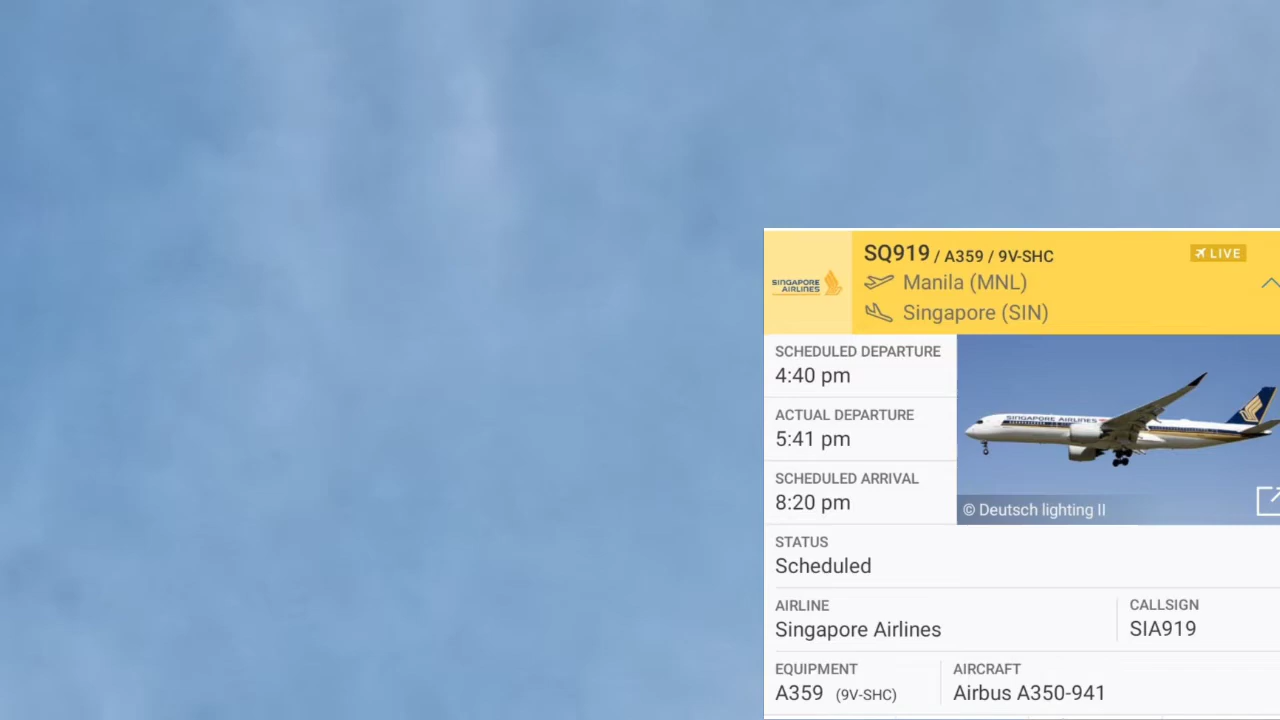 SINGAPORE
AIRLINES
SQ919 / A359 / 9V-SHC
LIVE
Manila (MNL)
Singapore (SIN)
SCHEDULED DEPARTURE
4:40 pm
ACTUAL DEPARTURE
5:41 pm
SCHEDULED ARRIVAL
8:20 pm
SINGAPORE AIRLINES
© Deutsch lighting II
STATUS
Scheduled
AIRLINE
Singapore Airlines
CALLSIGN
SIA919
EQUIPMENT
A359 (9V-SHC)
AIRCRAFT
Airbus A350-941